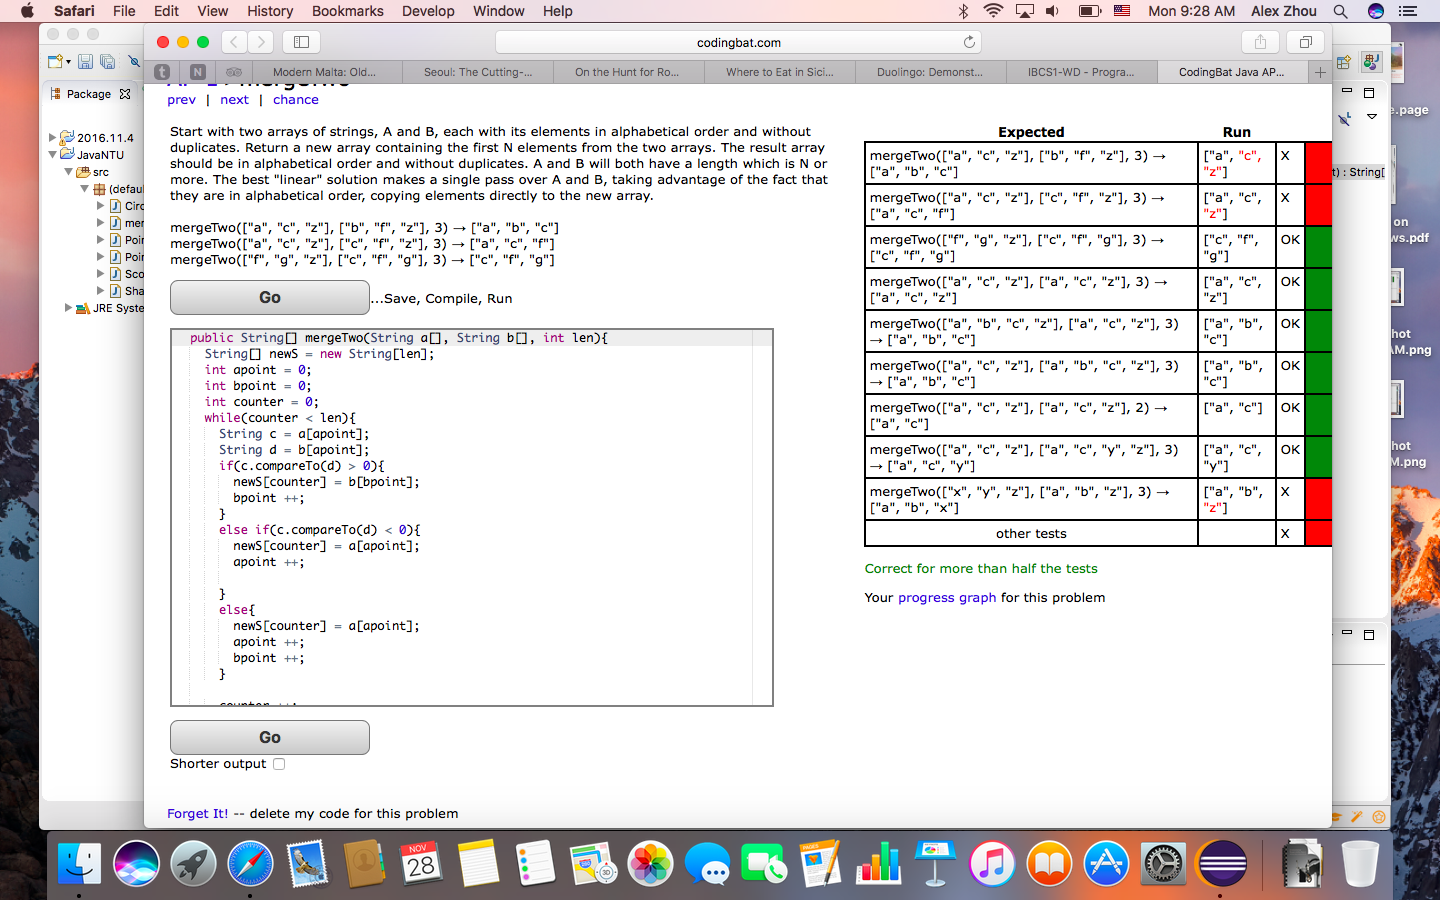 Safari File Edit View History Bookmarks Develop Window Help Mon 9:28 AM Alex Zhou
codingbat.com
Modern Malta: Old... Seoul: The Cutting-... On the Hunt for Ro... Where to Eat in Sici... Duolingo: Demonst... IBCS1-WD - Progra... CodingBat Java AP...
Package
2016.11.4
JavaNTU
src
(defau
Circ
mer
Poir
Poir
Sco
Sha
JRE Syste
prev | next | chance
Start with two arrays of strings, A and B, each with its elements in alphabetical order and without
duplicates. Return a new array containing the first N elements from the two arrays. The result array
should be in alphabetical order and without duplicates. A and B will both have a length which is N or
more. The best "linear" solution makes a single pass over A and B, taking advantage of the fact that
they are in alphabetical order, copying elements directly to the new array.
mergeTwo(["a", "c", "z"], ["b", "f", "z"], 3) → ["a", "b", "c"]
mergeTwo(["a", "c", "z"], ["c", "f", "z"], 3) → ["a", "c", "f"]
mergeTwo(["f", "g", "z"], ["c", "f", "g"], 3) → ["c", "f", "g"]
Go ...Save, Compile, Run
public String[] mergeTwo(String a[], String b[], int len){
String[] newS = new String[len];
int apoint = 0;
int bpoint = 0;
int counter = 0;
while(counter < len){
String c = a[apoint];
String d = b[apoint];
if(c.compareTo(d) > 0){
newS[counter] = b[bpoint];
bpoint ++;
}
else if(c.compareTo(d) < 0){
newS[counter] = a[apoint];
apoint ++;
}
else{
newS[counter] = a[apoint];
apoint ++;
bpoint ++;
}
Go
Shorter output
Forget It! -- delete my code for this problem
Expected Run
mergeTwo(["a", "c", "z"], ["b", "f", "z"], 3) → ["a", "c", X
["a", "b", "c"] "z"]
mergeTwo(["a", "c", "z"], ["c", "f", "z"], 3) → ["a", "c", X
["a", "c", "f"] "z"]
mergeTwo(["f", "g", "z"], ["c", "f", "g"], 3) → ["c", "f", OK
["c", "f", "g"] "g"]
mergeTwo(["a", "c", "z"], ["a", "c", "z"], 3) → ["a", "c", OK
["a", "c", "z"] "z"]
mergeTwo(["a", "b", "c", "z"], ["a", "c", "z"], 3) ["a", "b", OK
→ ["a", "b", "c"] "c"]
mergeTwo(["a", "c", "z"], ["a", "b", "c", "z"], 3) ["a", "b", OK
→ ["a", "b", "c"] "c"]
mergeTwo(["a", "c", "z"], ["a", "c", "z"], 2) → ["a", "c"] OK
["a", "c"]
mergeTwo(["a", "c", "z"], ["a", "c", "y", "z"], 3) ["a", "c", OK
→ ["a", "c", "y"] "y"]
mergeTwo(["x", "y", "z"], ["a", "b", "z"], 3) → ["a", "b", X
["a", "b", "x"] "z"]
other tests X
Correct for more than half the tests
Your progress graph for this problem
e.page
t) : String[
on
ws.pdf
hot
AM.png
hot
M.png
NOV
28